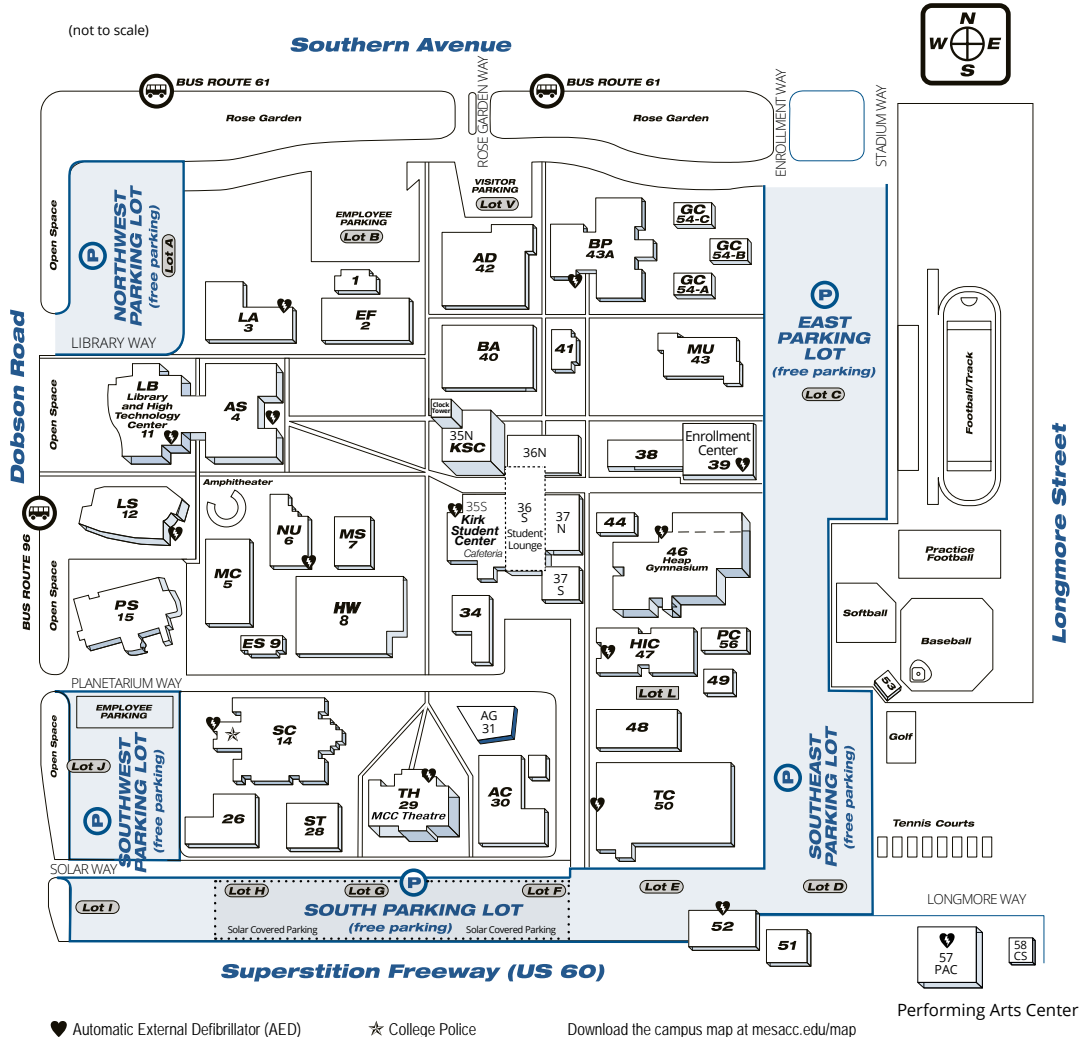 (not to scale)
Southern Avenue
N
W E
S
BUS ROUTE 61
BUS ROUTE 61
Rose Garden
ROSE GARDEN WAY
Rose Garden
ENROLLMENT WAY
STADIUM WAY
Open Space
P
NORTHWEST
PARKING LOT
(free parking)
Lot A
EMPLOYEE
PARKING
Lot B
VISITOR
PARKING
Lot V
AD
42
BP
43A
GC
54-C
GC
54-B
GC
54-A
1
LA
3
EF
2
P
EAST
PARKING
LOT
(free parking)
Lot C
LIBRARY WAY
BA
40
41
MU
43
Football/Track
Dobson Road
Open Space
LB
Library
and High
Technology
Center
11
AS
4
Clock
Tower
35N
KSC
36N
38
Enrollment
Center
39
Longmore Street
Amphitheater
LS
12
NU
6
MS
7
35S
Kirk
Student
Center
Cafeteria
36
S
Student
Lounge
37
N
44
46
Heap
Gymnasium
Practice
Football
BUS ROUTE 96
Open Space
MC
5
37
S
PS
15
HW
8
34
Softball
Baseball
ES 9
HIC
47
PC
56
49
53
PLANETARIUM WAY
Lot L
EMPLOYEE
PARKING
Open Space
SC
14
AG
31
48
Golf
Lot J
P
SOUTHWEST
PARKING LOT
(free parking)
TH
29
MCC Theatre
AC
30
TC
50
P
SOUTHEAST
PARKING LOT
(free parking)
26
ST
28
Tennis Courts
SOLAR WAY
Lot I
Lot H
Lot G
P
Lot F
Lot E
Lot D
SOUTH PARKING LOT
(free parking)
Solar Covered Parking
Solar Covered Parking
LONGMORE WAY
52
51
57
PAC
58
CS
Superstition Freeway (US 60)
Performing Arts Center
Automatic External Defibrillator (AED)
College Police
Download the campus map at mesacc.edu/map